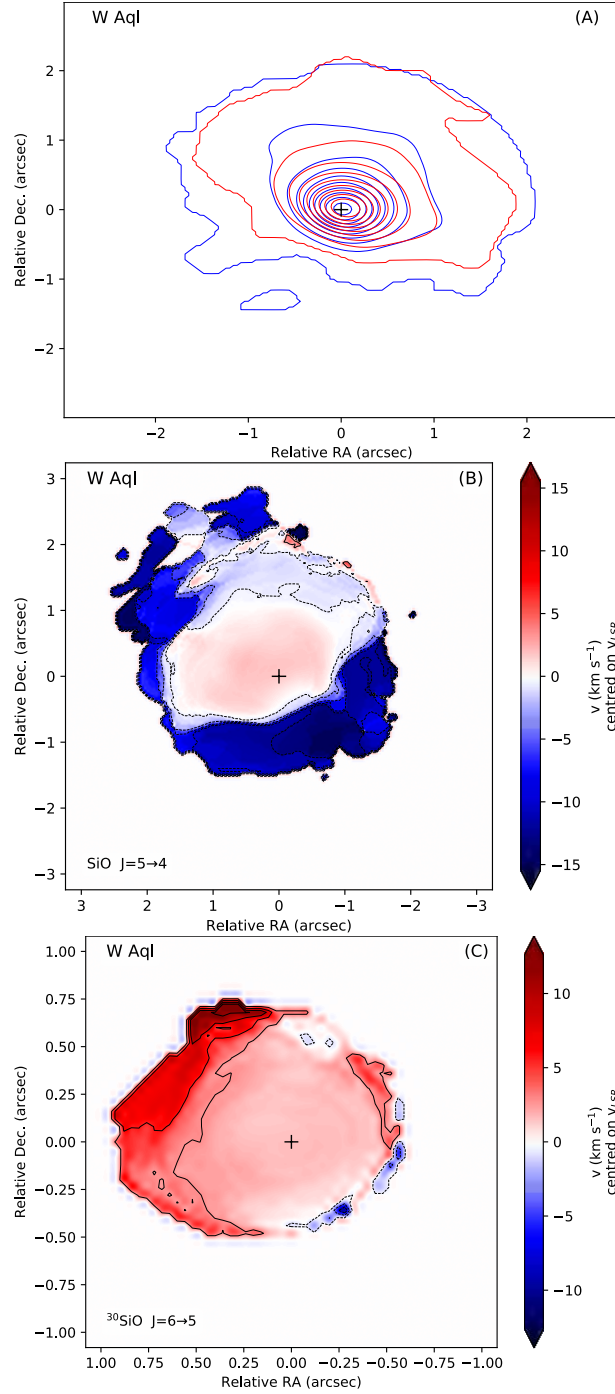 W Aql (A)
2
1
0
−1
−2
Relative Dec. (arcsec)
−2 −1 0 1 2
Relative RA (arcsec)
W Aql (B)
3
2
1
0
−1
−2
−3
Relative Dec. (arcsec)
SiO J=5→4
3 2 1 0 −1 −2 −3
Relative RA (arcsec)
15
10
5
0
−5
−10
−15
v (km s⁻¹)
centred on v_LSR
W Aql (C)
1.00
0.75
0.50
0.25
0.00
−0.25
−0.50
−0.75
−1.00
Relative Dec. (arcsec)
³⁰SiO J=6→5
1.00 0.75 0.50 0.25 0.00 −0.25 −0.50 −0.75 −1.00
Relative RA (arcsec)
10
5
0
−5
−10
v (km s⁻¹)
centred on v_LSR